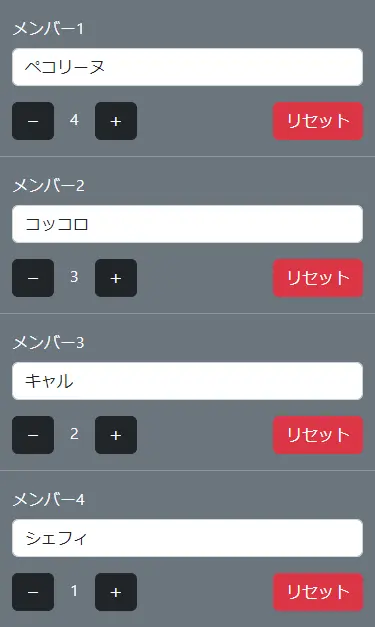 メンバー1
ペコリーヌ
− 4 + リセット
メンバー2
コッコロ
− 3 + リセット
メンバー3
キャル
− 2 + リセット
メンバー4
シェフィ
− 1 + リセット